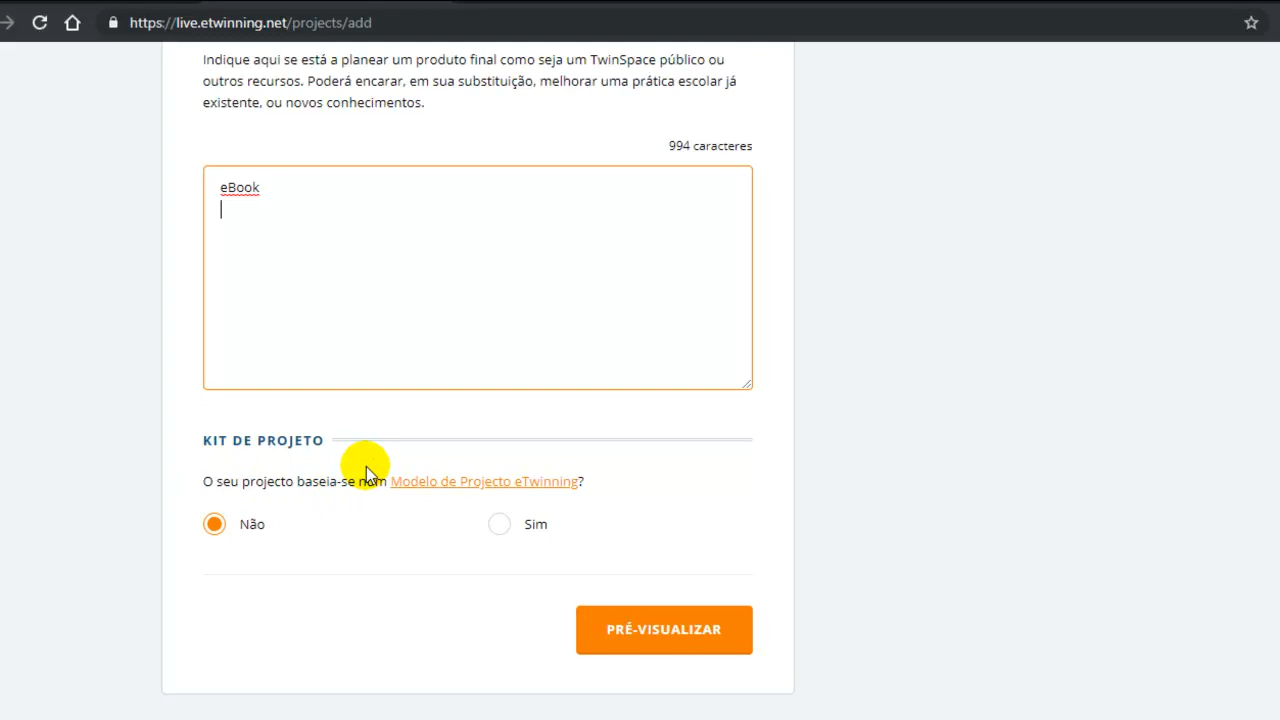 https://live.etwinning.net/projects/add
Indique aqui se está a planear um produto final como seja um TwinSpace público ou
outros recursos. Poderá encarar, em sua substituição, melhorar uma prática escolar já
existente, ou novos conhecimentos.
994 caracteres
eBook
KIT DE PROJETO
O seu projecto baseia-se num Modelo de Projecto eTwinning?
Não
Sim
PRÉ-VISUALIZAR